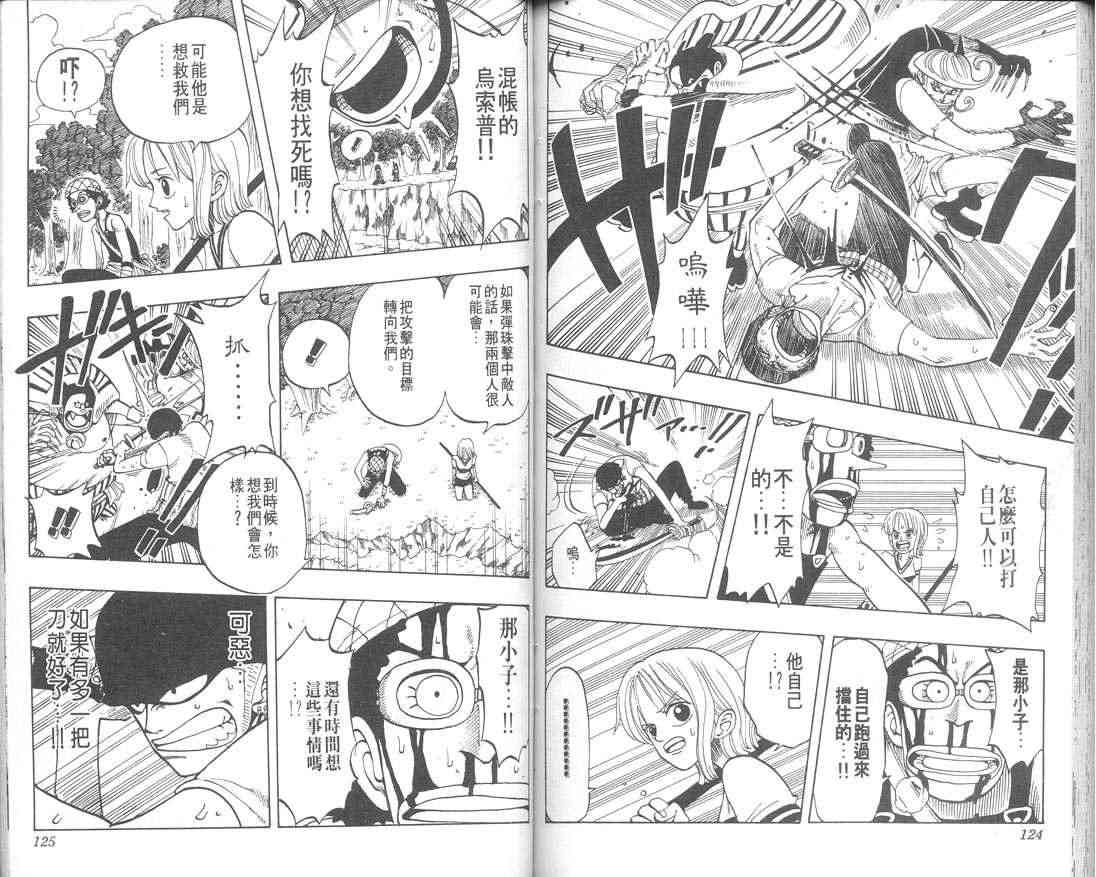 嗚嘩
!!!!
怎麼可以打
自己人!!
不…不是
的…!!
ズザァ…!!
嗚…
是那小子…
自己跑過來
擋住的…!!
他自己
!?
124
混帳的
烏索普!!
你想找死嗎!?
!
可能他是
想救我們
……
吓!?
如果彈珠擊中敵人
的話，那兩個人很
可能會…
把攻擊的目標
轉向我們。
!!
抓……
到時候，你
想我們會怎
樣…?
!!
!!
那小子…!!
還有時間想
這些事情嗎
!?
可惡…
如果有多一把
刀就好了…!!
125